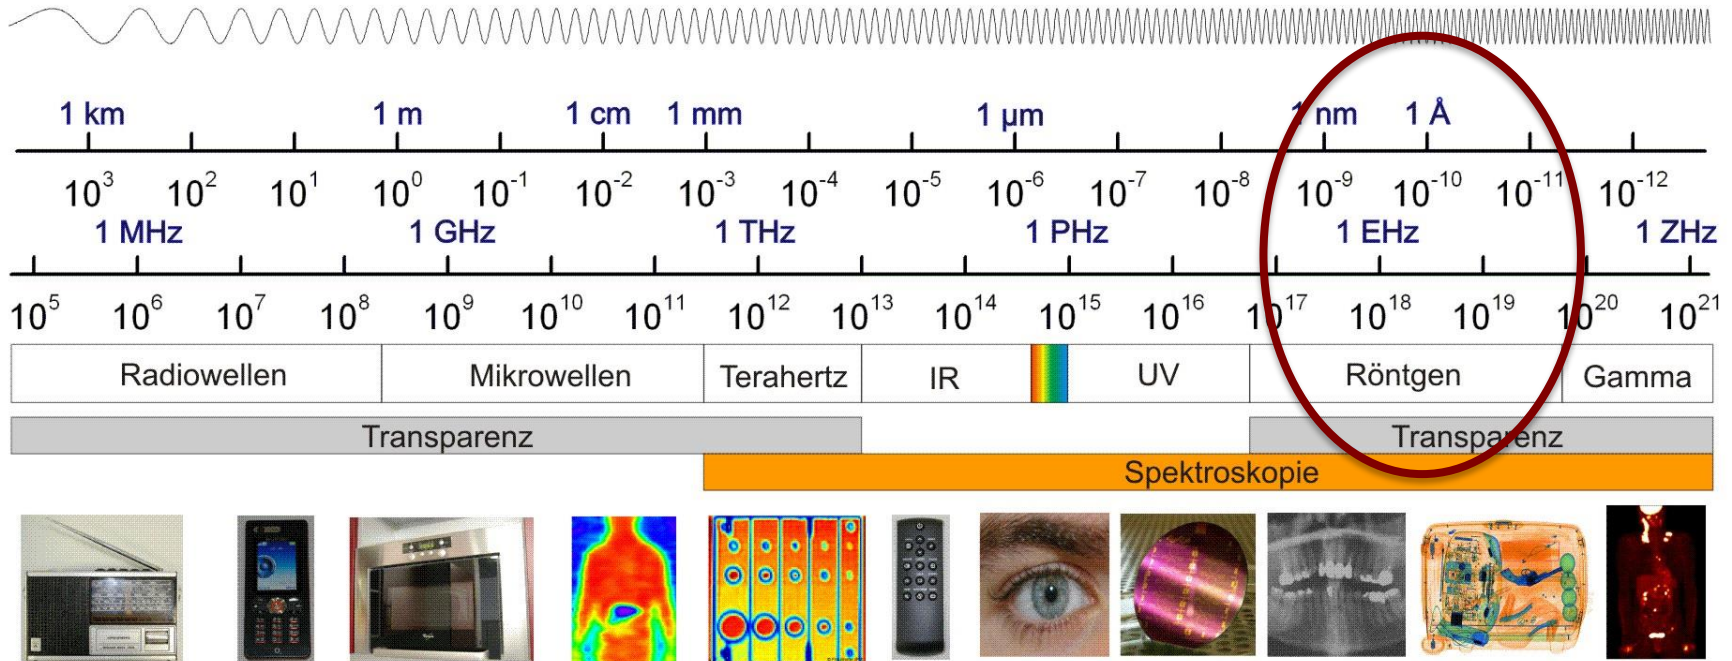 1 km 1 m 1 cm 1 mm 1 µm 1 nm 1 Å
10³ 10² 10¹ 10⁰ 10⁻¹ 10⁻² 10⁻³ 10⁻⁴ 10⁻⁵ 10⁻⁶ 10⁻⁷ 10⁻⁸ 10⁻⁹ 10⁻¹⁰ 10⁻¹¹ 10⁻¹²
1 MHz 1 GHz 1 THz 1 PHz 1 EHz 1 ZHz
10⁵ 10⁶ 10⁷ 10⁸ 10⁹ 10¹⁰ 10¹¹ 10¹² 10¹³ 10¹⁴ 10¹⁵ 10¹⁶ 10¹⁷ 10¹⁸ 10¹⁹ 10²⁰ 10²¹
Radiowellen Mikrowellen Terahertz IR UV Röntgen Gamma
Transparenz Transparenz
Spektroskopie